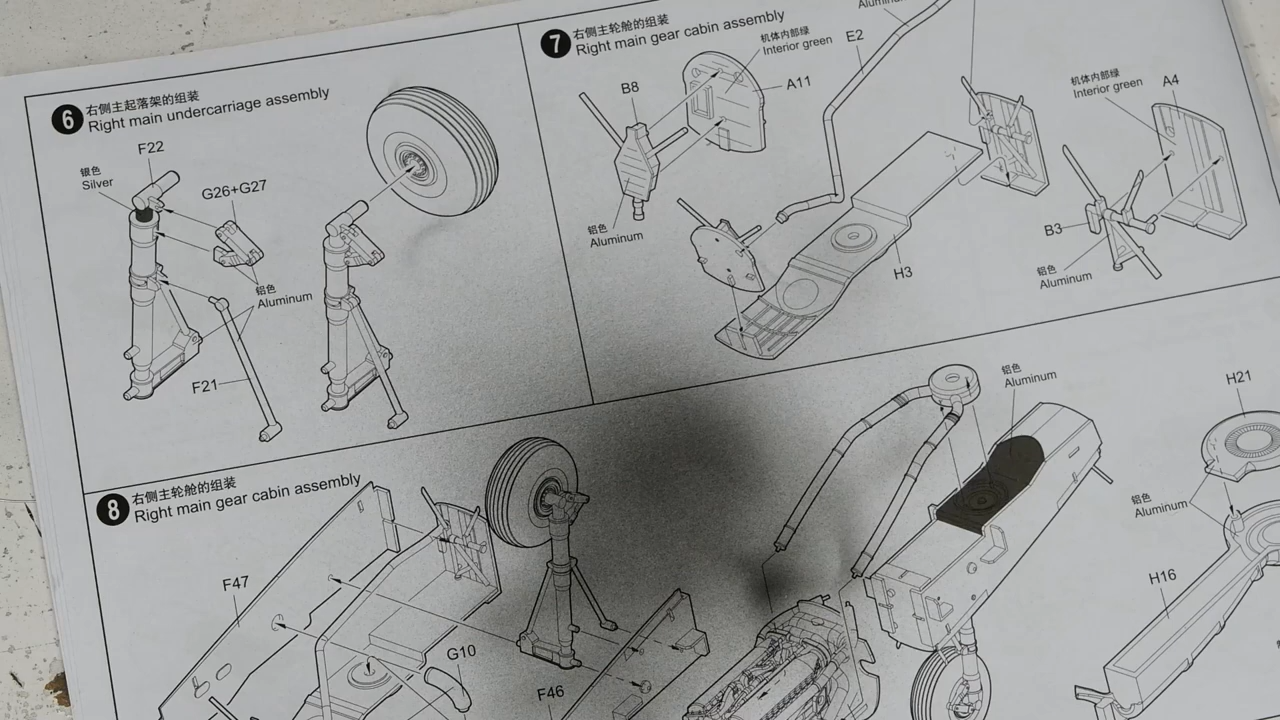 6
右侧主起落架的组装
Right main undercarriage assembly
F22
银色
Silver
G26+G27
铝色
Aluminum
F21
7
右侧主轮舱的组装
Right main gear cabin assembly
B8
机体内部绿
Interior green
A11
E2
铝色
Aluminum
H3
机体内部绿
Interior green
A4
B3
铝色
Aluminum
8
右侧主轮舱的组装
Right main gear cabin assembly
F47
G10
F46
铝色
Aluminum
H21
铝色
Aluminum
H16